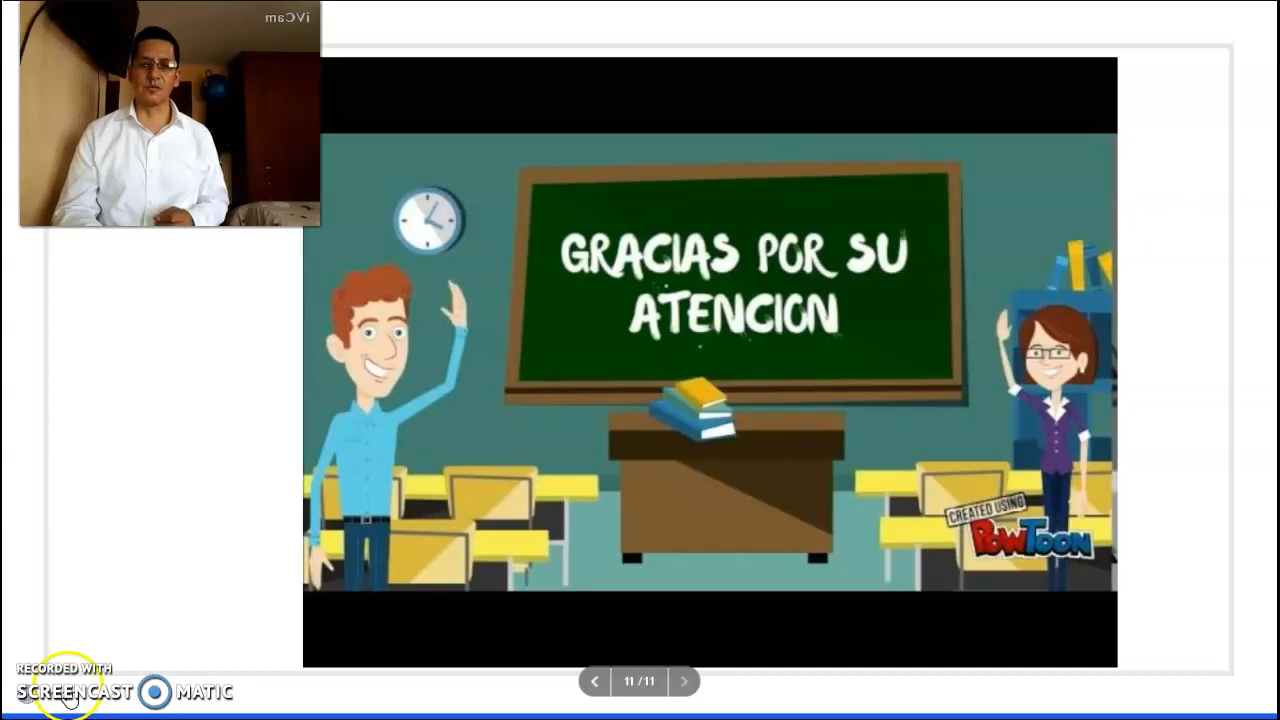 iVCam
GRACIAS POR SU
ATENCION
CREATED USING
POWTOON
RECORDED WITH
SCREENCAST MATIC
11 / 11